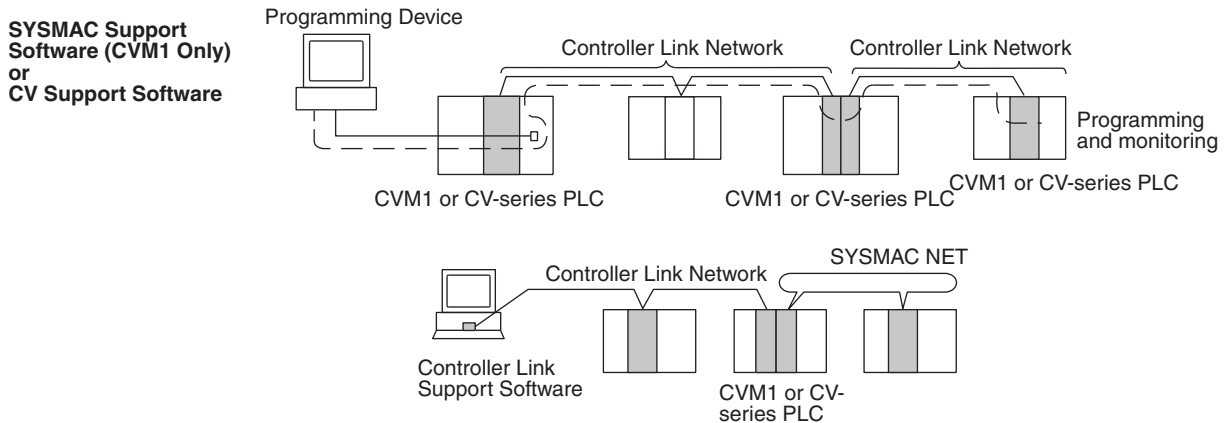 SYSMAC Support
Software (CVM1 Only)
or
CV Support Software
Programming Device
Controller Link Network
Controller Link Network
Programming
and monitoring
CVM1 or CV-series PLC
CVM1 or CV-series PLC
CVM1 or CV-series PLC
SYSMAC NET
Controller Link Network
Controller Link
Support Software
CVM1 or CV-
series PLC